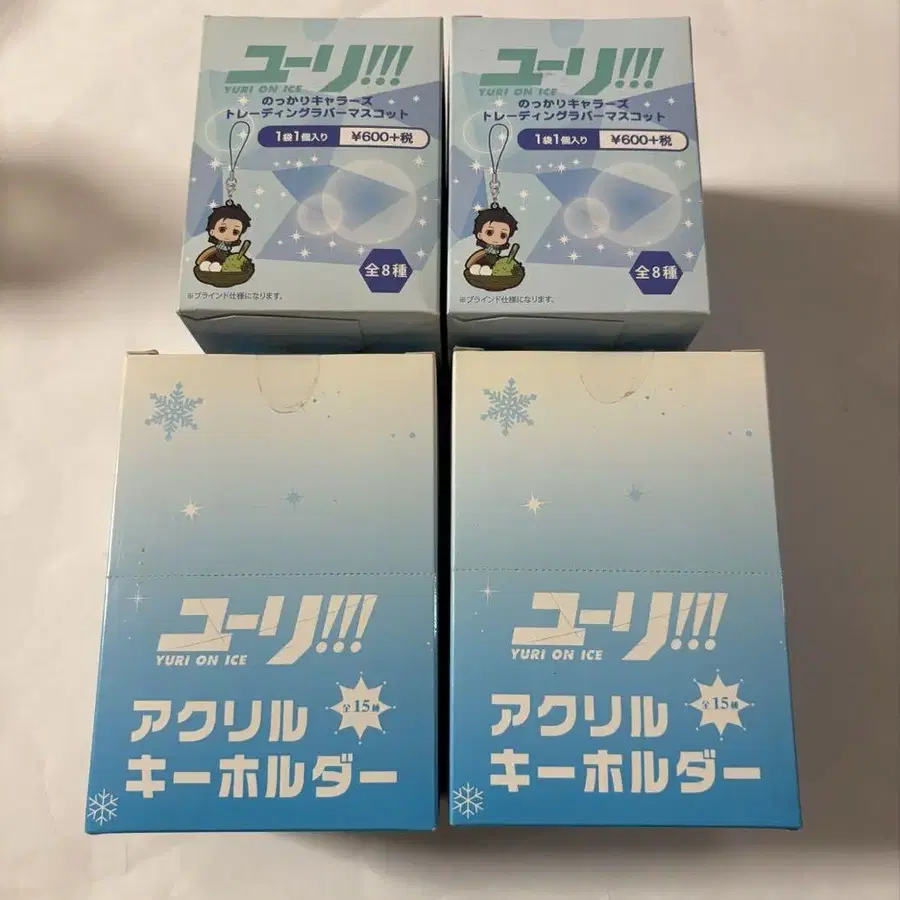 ユーリ!!!
YURI ON ICE
のっかりキャラーズ
トレーディングラバーマスコット
1袋1個入り ¥600+税
全8種
※ブラインド仕様になります。
ユーリ!!!
YURI ON ICE
のっかりキャラーズ
トレーディングラバーマスコット
1袋1個入り ¥600+税
全8種
※ブラインド仕様になります。
ユーリ!!!
YURI ON ICE
全15種
アクリル
キーホルダー
ユーリ!!!
YURI ON ICE
全15種
アクリル
キーホルダー